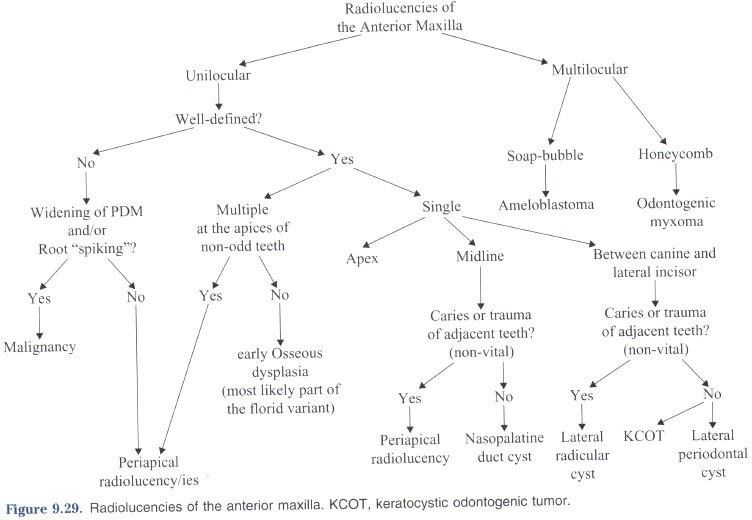 Radiolucencies of
the Anterior Maxilla
Unilocular
Multilocular
Well-defined?
No
Yes
Soap-bubble
Honeycomb
Widening of PDM
and/or
Root “spiking”?
Multiple
at the apices of
non-odd teeth
Single
Ameloblastoma
Odontogenic
myxoma
Apex
Midline
Between canine and
lateral incisor
Yes
No
Yes
No
Caries or trauma
of adjacent teeth?
(non-vital)
Caries or trauma
of adjacent teeth?
(non-vital)
Malignancy
early Osseous
dysplasia
(most likely part of
the florid variant)
Yes
No
Yes
No
Periapical
radiolucency/ies
Periapical
radiolucency
Nasopalatine
duct cyst
Lateral
radicular
cyst
KCOT
Lateral
periodontal
cyst
Figure 9.29. Radiolucencies of the anterior maxilla. KCOT, keratocystic odontogenic tumor.